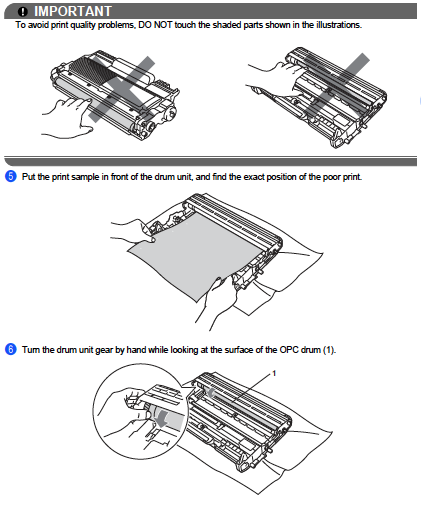 IMPORTANT
To avoid print quality problems, DO NOT touch the shaded parts shown in the illustrations.
5 Put the print sample in front of the drum unit, and find the exact position of the poor print.
6 Turn the drum unit gear by hand while looking at the surface of the OPC drum (1).
1